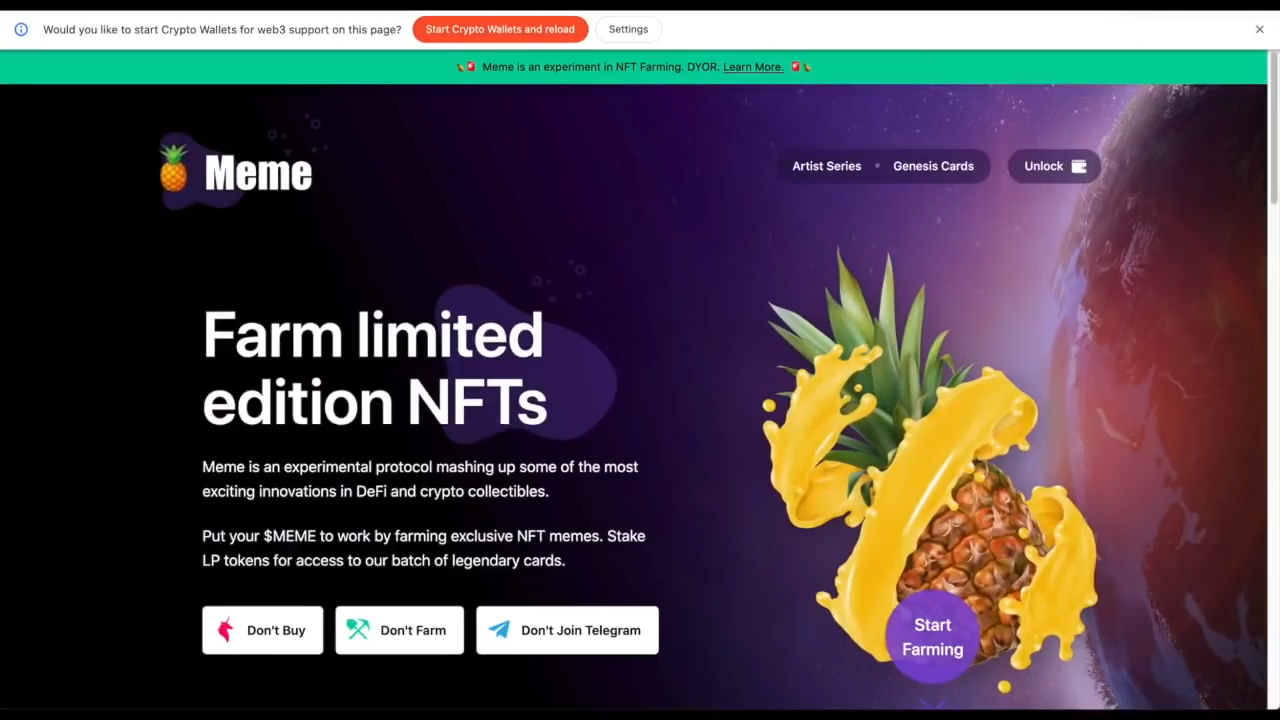 Would you like to start Crypto Wallets for web3 support on this page? Start Crypto Wallets and reload Settings
Meme is an experiment in NFT Farming. DYOR. Learn More.
Meme
Artist Series Genesis Cards Unlock
Farm limited
edition NFTs
Meme is an experimental protocol mashing up some of the most
exciting innovations in DeFi and crypto collectibles.
Put your $MEME to work by farming exclusive NFT memes. Stake
LP tokens for access to our batch of legendary cards.
Don't Buy Don't Farm Don't Join Telegram
Start
Farming